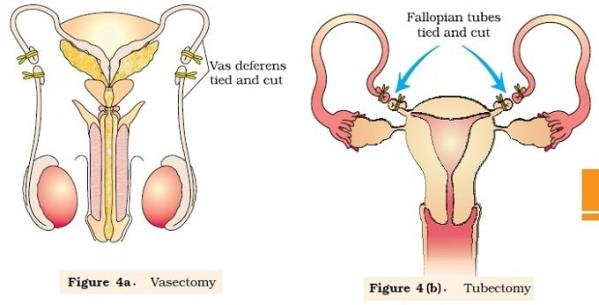 Vas deferens
tied and cut
Fallopian tubes
tied and cut
Figure 4a. Vasectomy
Figure 4(b). Tubectomy